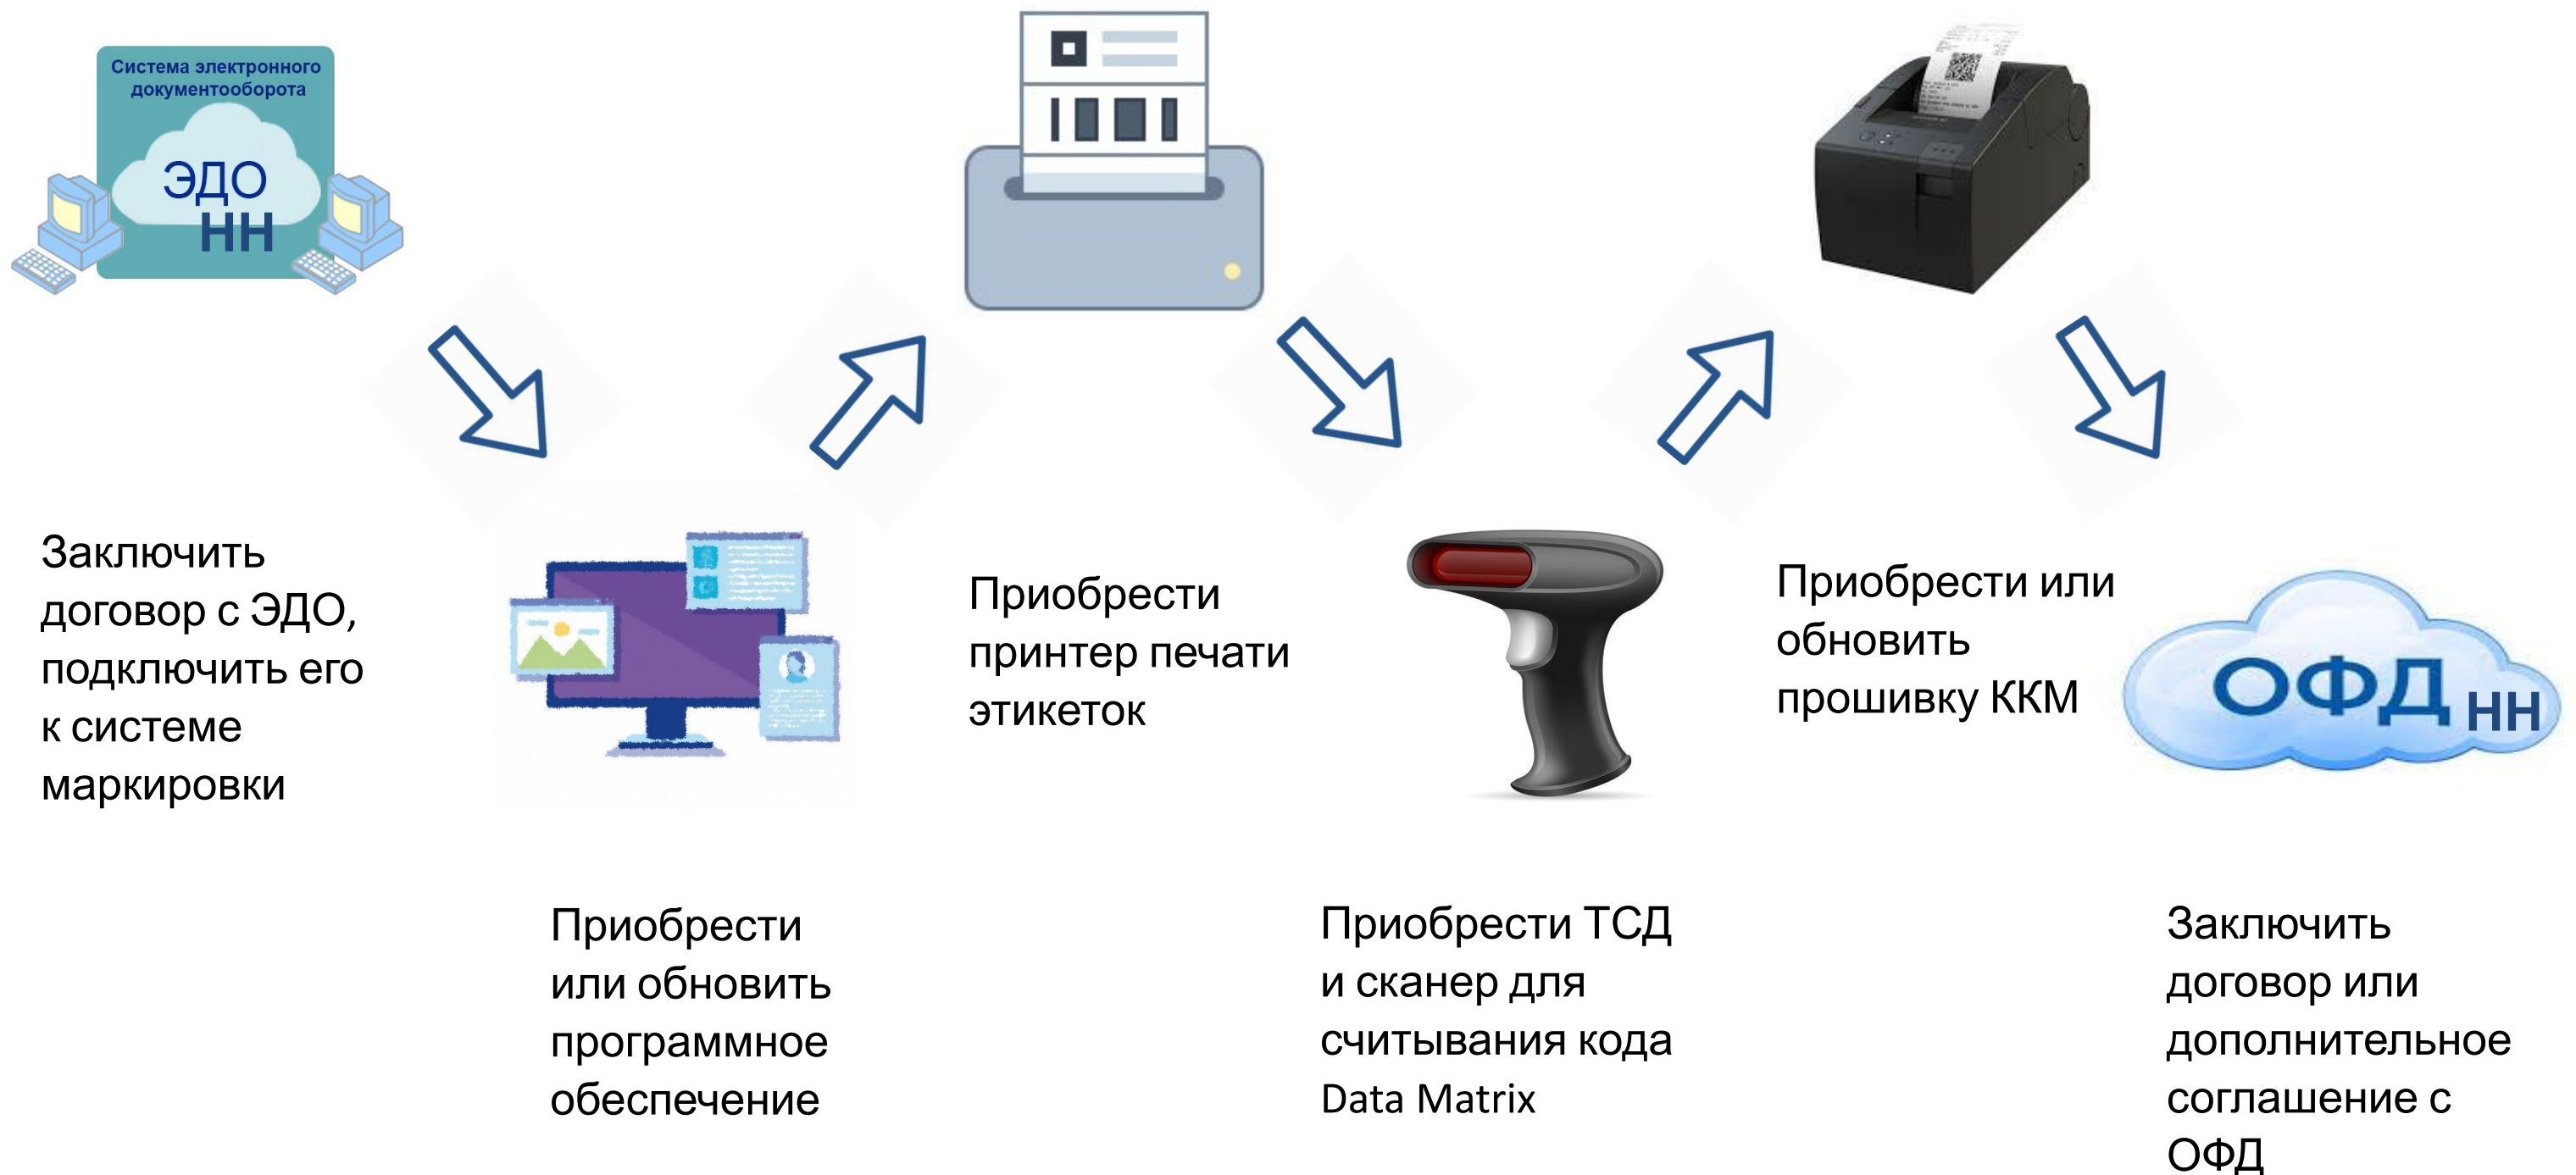 Система электронного
документооборота
ЭДО
НН
Заключить
договор с ЭДО,
подключить его
к системе
маркировки
Приобрести
или обновить
программное
обеспечение
Приобрести
принтер печати
этикеток
Приобрести ТСД
и сканер для
считывания кода
Data Matrix
Приобрести или
обновить
прошивку ККМ
ОФД НН
Заключить
договор или
дополнительное
соглашение с
ОФД